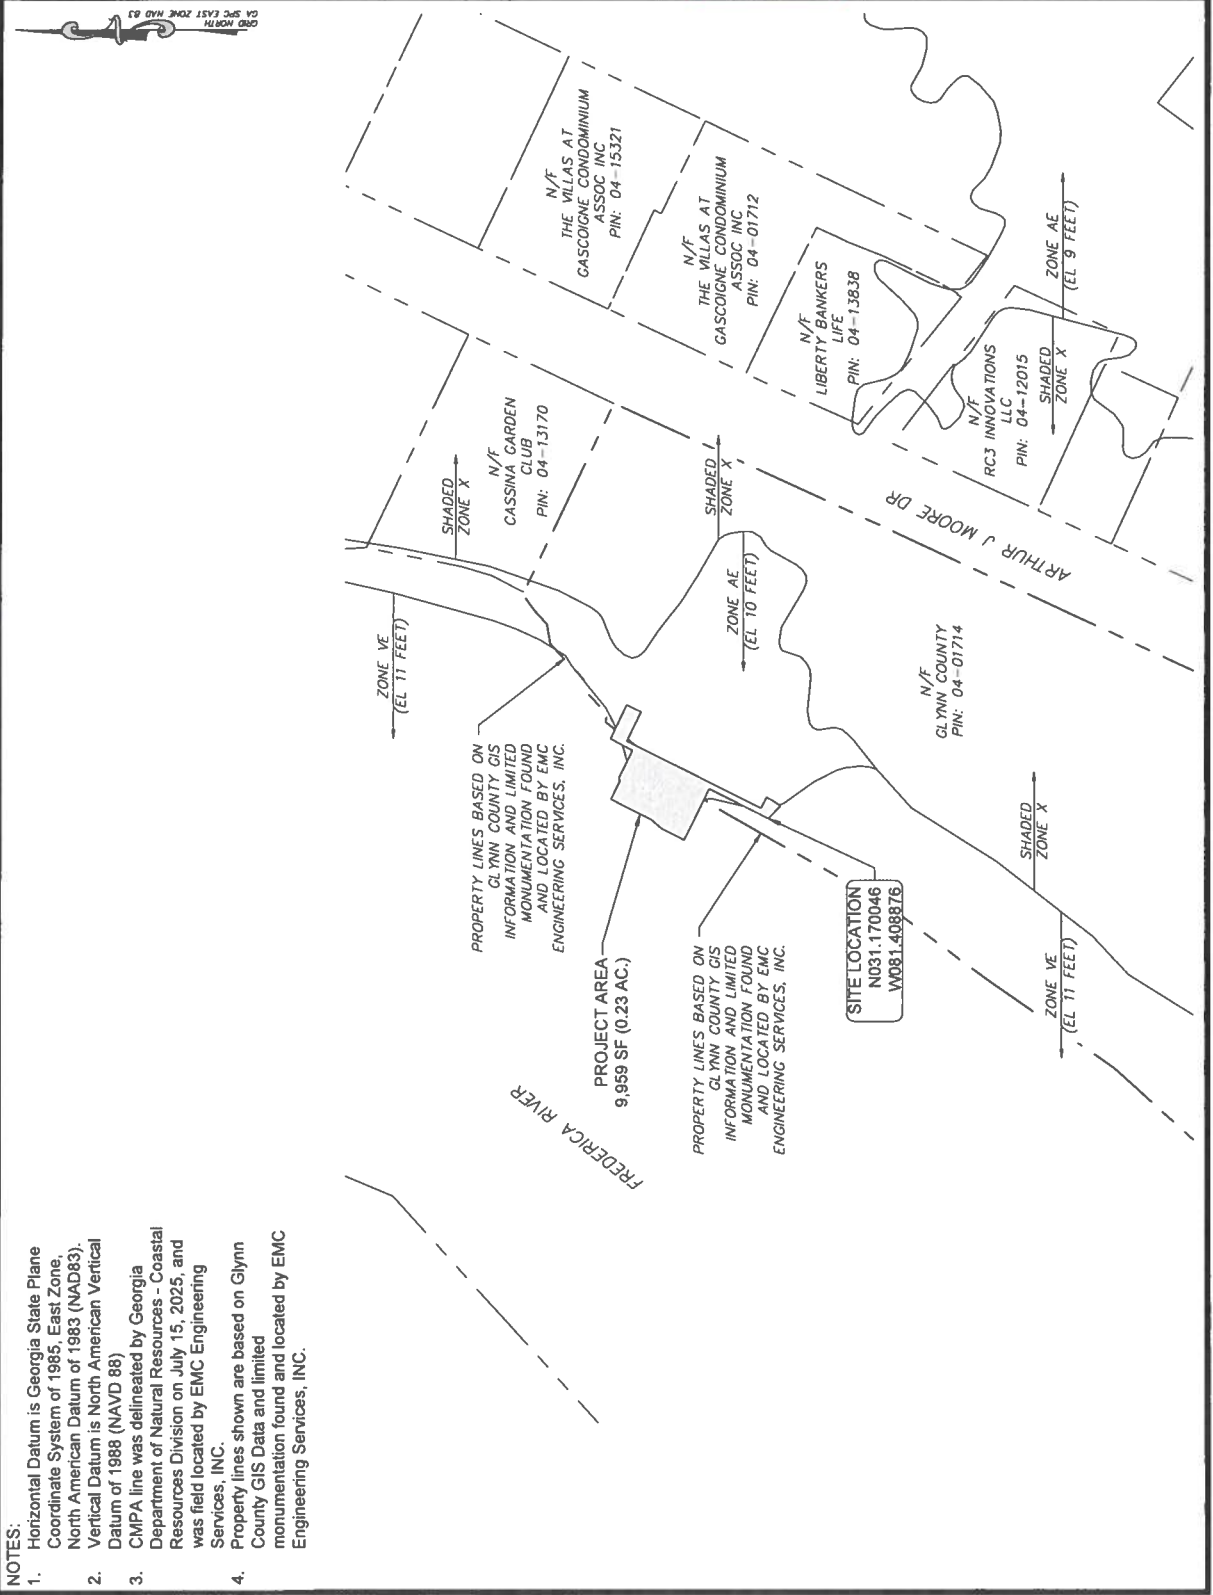 NOTES:
1. Horizontal Datum is Georgia State Plane
Coordinate System of 1985, East Zone,
North American Datum of 1983 (NAD83).
2. Vertical Datum is North American Vertical
Datum of 1988 (NAVD 88)
3. CMPA line was delineated by Georgia
Department of Natural Resources - Coastal
Resources Division on July 15, 2025, and
was field located by EMC Engineering
Services, INC.
4. Property lines shown are based on Glynn
County GIS Data and limited
monumentation found and located by EMC
Engineering Services, INC.
GRID NORTH
GA SPC EAST ZONE NAD 83
ZONE VE
(EL 11 FEET)
SHADED
ZONE X
N/F
CASSINA GARDEN
CLUB
PIN: 04-13170
N/F
THE VILLAS AT
GASCOIGNE CONDOMINIUM
ASSOC INC
PIN: 04-15321
PROPERTY LINES BASED ON
GLYNN COUNTY GIS
INFORMATION AND LIMITED
MONUMENTATION FOUND
AND LOCATED BY EMC
ENGINEERING SERVICES, INC.
FREDERICA RIVER
PROJECT AREA
9,959 SF (0.23 AC.)
SHADED
ZONE X
ZONE AE
(EL 10 FEET)
N/F
THE VILLAS AT
GASCOIGNE CONDOMINIUM
ASSOC INC
PIN: 04-01712
PROPERTY LINES BASED ON
GLYNN COUNTY GIS
INFORMATION AND LIMITED
MONUMENTATION FOUND
AND LOCATED BY EMC
ENGINEERING SERVICES, INC.
N/F
LIBERTY BANKERS
LIFE
PIN: 04-13838
SITE LOCATION
N031.170046
W081.408876
ARTHUR J MOORE DR
N/F
GLYNN COUNTY
PIN: 04-01714
N/F
RC3 INNOVATIONS
LLC
PIN: 04-12015
SHADED
ZONE X
ZONE AE
(EL 9 FEET)
SHADED
ZONE X
ZONE VE
(EL 11 FEET)